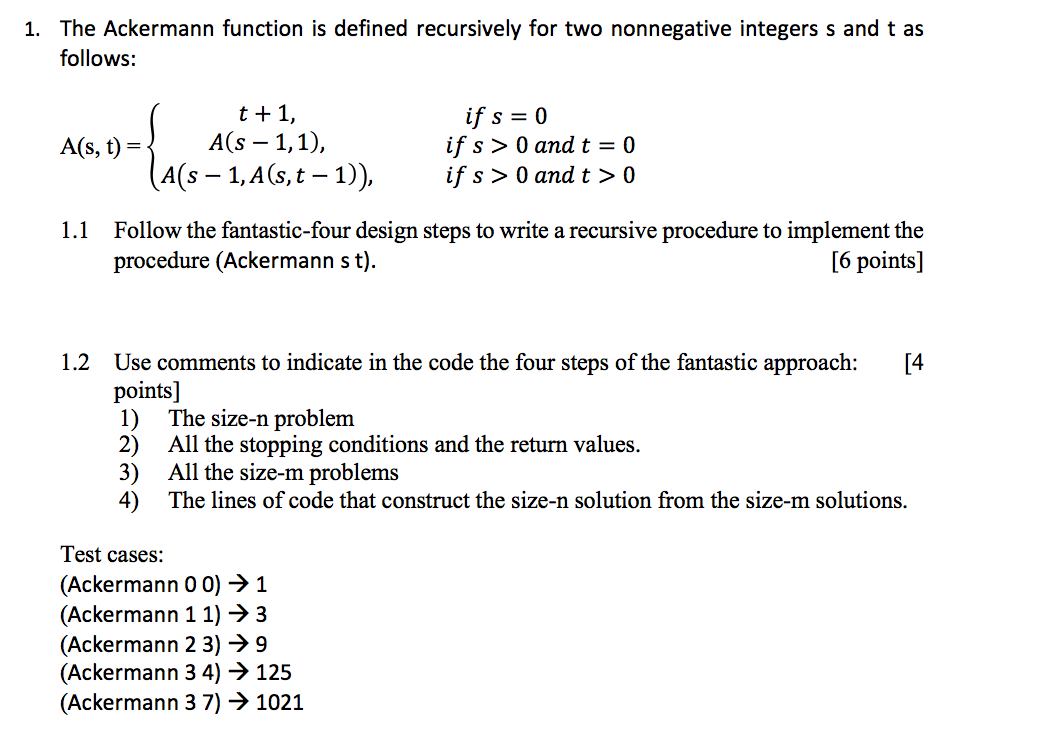 1. The Ackermann function is defined recursively for two nonnegative integers s and t as
follows:
t + 1, if s = 0
A(s, t) = { A(s − 1, 1), if s > 0 and t = 0
A(s − 1, A(s, t − 1)), if s > 0 and t > 0
1.1 Follow the fantastic-four design steps to write a recursive procedure to implement the
procedure (Ackermann s t). [6 points]
1.2 Use comments to indicate in the code the four steps of the fantastic approach: [4
points]
1) The size-n problem
2) All the stopping conditions and the return values.
3) All the size-m problems
4) The lines of code that construct the size-n solution from the size-m solutions.
Test cases:
(Ackermann 0 0) → 1
(Ackermann 1 1) → 3
(Ackermann 2 3) → 9
(Ackermann 3 4) → 125
(Ackermann 3 7) → 1021